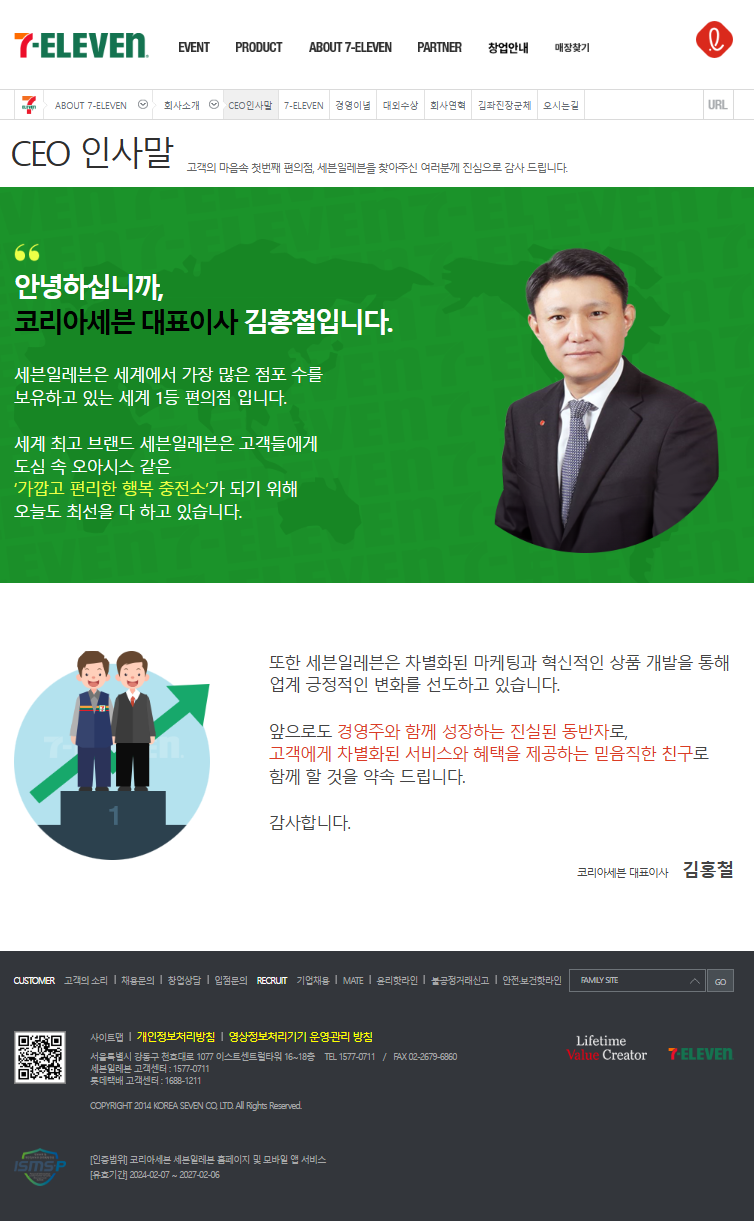 7-ELEVEN
EVENT PRODUCT ABOUT 7-ELEVEN PARTNER 창업안내 매장찾기
ABOUT 7-ELEVEN 회사소개 CEO인사말 7-ELEVEN 경영이념 대외수상 회사연혁 김좌진장군체 오시는길 URL
CEO 인사말 고객의 마음속 첫번째 편의점, 세븐일레븐을 찾아주신 여러분께 진심으로 감사 드립니다.
“
안녕하십니까,
코리아세븐 대표이사 김홍철입니다.
세븐일레븐은 세계에서 가장 많은 점포 수를
보유하고 있는 세계 1등 편의점 입니다.
세계 최고 브랜드 세븐일레븐은 고객들에게
도심 속 오아시스 같은
‘가깝고 편리한 행복 충전소’가 되기 위해
오늘도 최선을 다 하고 있습니다.
또한 세븐일레븐은 차별화된 마케팅과 혁신적인 상품 개발을 통해
업계 긍정적인 변화를 선도하고 있습니다.
앞으로도 경영주와 함께 성장하는 진실된 동반자로,
고객에게 차별화된 서비스와 혜택을 제공하는 믿음직한 친구로
함께 할 것을 약속 드립니다.
감사합니다.
1
코리아세븐 대표이사 김홍철
CUSTOMER 고객의 소리 | 채용문의 | 창업상담 | 입점문의 RECRUIT 기업채용 | MATE | 윤리핫라인 | 불공정거래신고 | 안전.보건핫라인 FAMILY SITE GO
사이트맵 | 개인정보처리방침 | 영상정보처리기기 운영·관리 방침
서울특별시 강동구 천호대로 1077 이스트센트럴타워 16~18층 TEL 1577-0711 / FAX 02-2679-6860
세븐일레븐 고객센터 : 1577-0711
롯데택배 고객센터 : 1688-1211
COPYRIGHT 2014 KOREA SEVEN CO, LTD. All Rights Reserved.
Lifetime
Value Creator
7-ELEVEN
ISMS-P
[인증범위] 코리아세븐 세븐일레븐 홈페이지 및 모바일 앱 서비스
[유효기간] 2024-02-07 ~ 2027-02-06